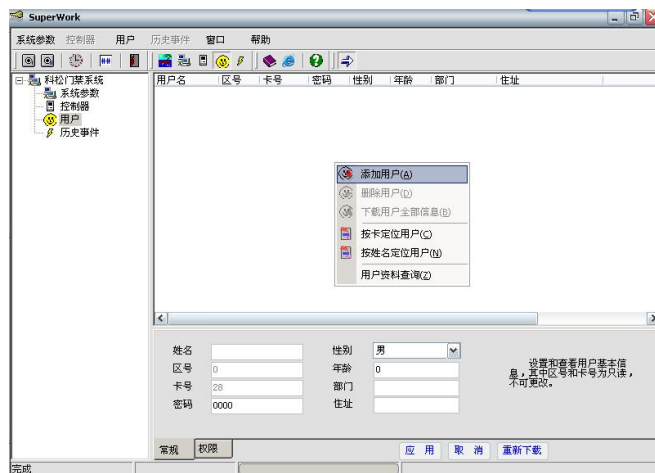 SuperWork
系统参数 控制器 用户 历史事件 窗口 帮助
科松门禁系统
系统参数
控制器
用户
历史事件
用户名 区号 卡号 密码 性别 年龄 部门 住址
添加用户(A)
删除用户(D)
下载用户全部信息(B)
按卡定位用户(C)
按姓名定位用户(N)
用户资料查询(Z)
姓名 性别 男
区号 0 年龄 0
卡号 28 部门
密码 0000 住址
设置和查看用户基本信
息，其中区号和卡号为只读，
不可更改。
常规 权限 应 用 取 消 重新下载
完成